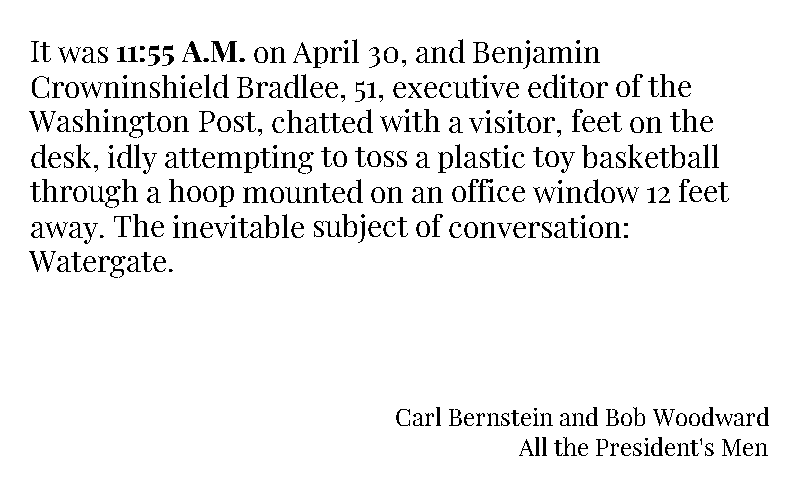 It was 11:55 A.M. on April 30, and Benjamin
Crowninshield Bradlee, 51, executive editor of the
Washington Post, chatted with a visitor, feet on the
desk, idly attempting to toss a plastic toy basketball
through a hoop mounted on an office window 12 feet
away. The inevitable subject of conversation:
Watergate.
Carl Bernstein and Bob Woodward
All the President's Men